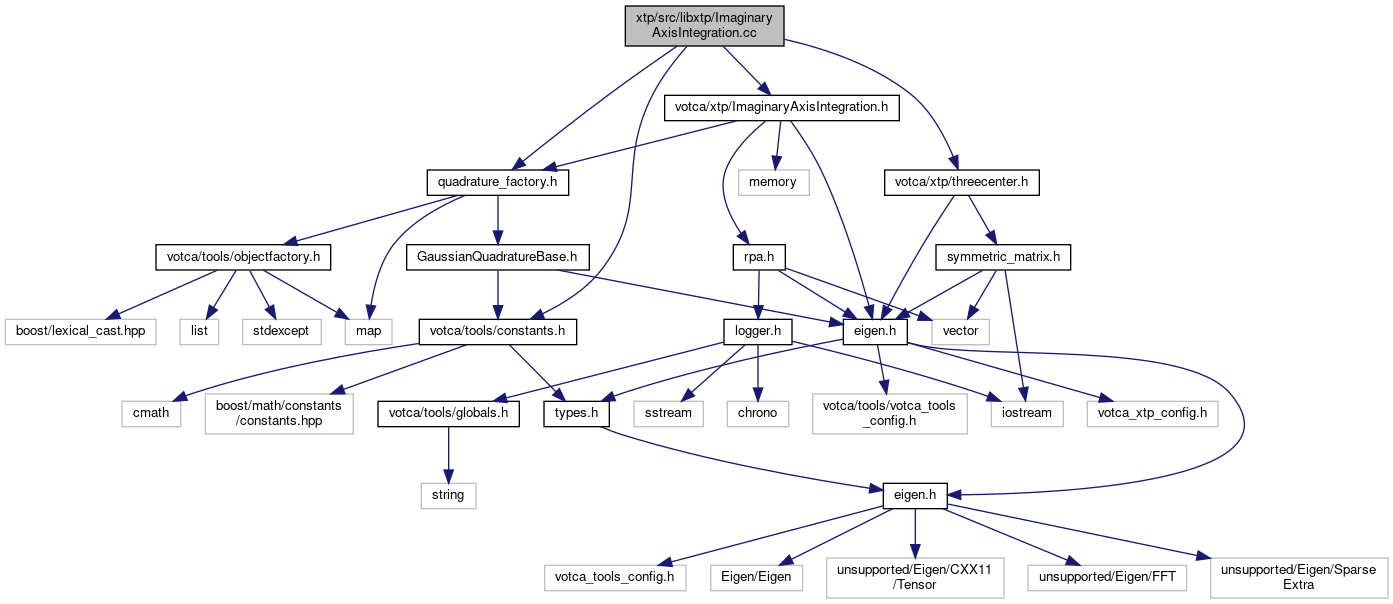 xtp/src/libxtp/Imaginary
AxisIntegration.cc
votca/xtp/ImaginaryAxisIntegration.h
quadrature_factory.h
memory
votca/xtp/threecenter.h
votca/tools/objectfactory.h
GaussianQuadratureBase.h
rpa.h
symmetric_matrix.h
boost/lexical_cast.hpp
list
stdexcept
map
votca/tools/constants.h
logger.h
eigen.h
vector
cmath
boost/math/constants
/constants.hpp
votca/tools/globals.h
types.h
sstream
chrono
votca/tools/votca_tools
_config.h
iostream
votca_xtp_config.h
string
eigen.h
votca_tools_config.h
Eigen/Eigen
unsupported/Eigen/CXX11
/Tensor
unsupported/Eigen/FFT
unsupported/Eigen/Sparse
Extra